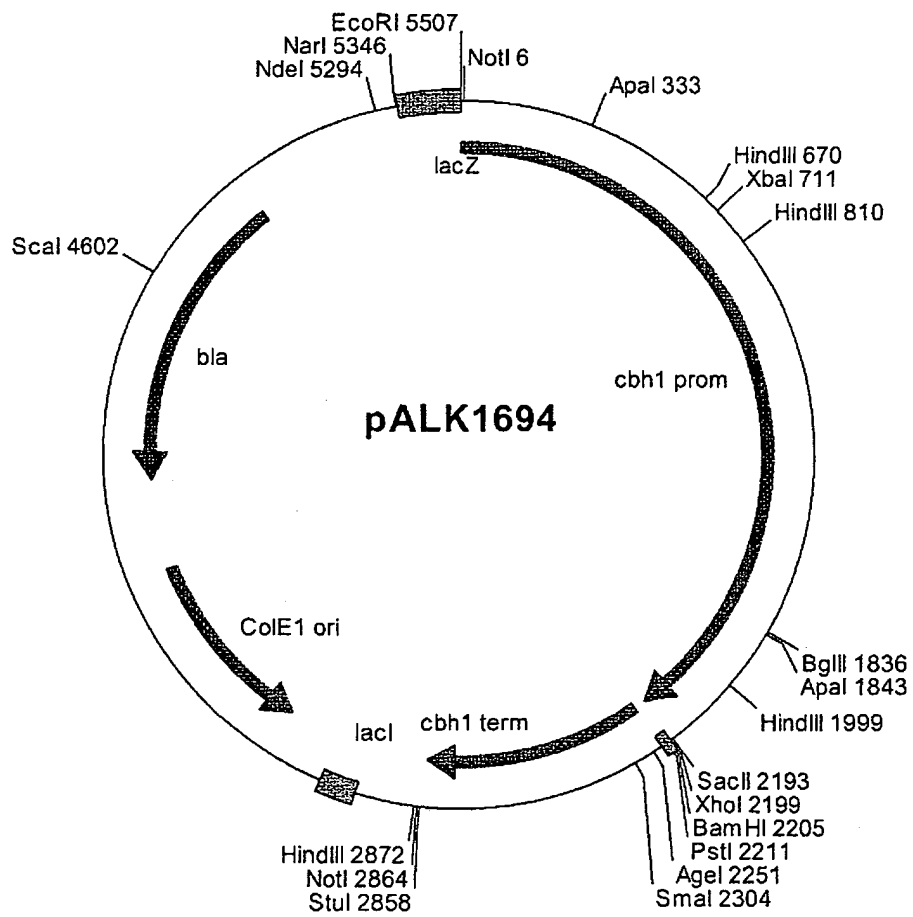 EcoRI 5507
NarI 5346
NdeI 5294
NotI 6
ApaI 333
HindIII 670
XbaI 711
HindIII 810
lacZ
ScaI 4602
bla
cbh1 prom
pALK1694
ColE1 ori
BglII 1836
ApaI 1843
HindIII 1999
lacI
cbh1 term
SacII 2193
XhoI 2199
BamHI 2205
PstI 2211
AgeI 2251
SmaI 2304
HindIII 2872
NotI 2864
StuI 2858